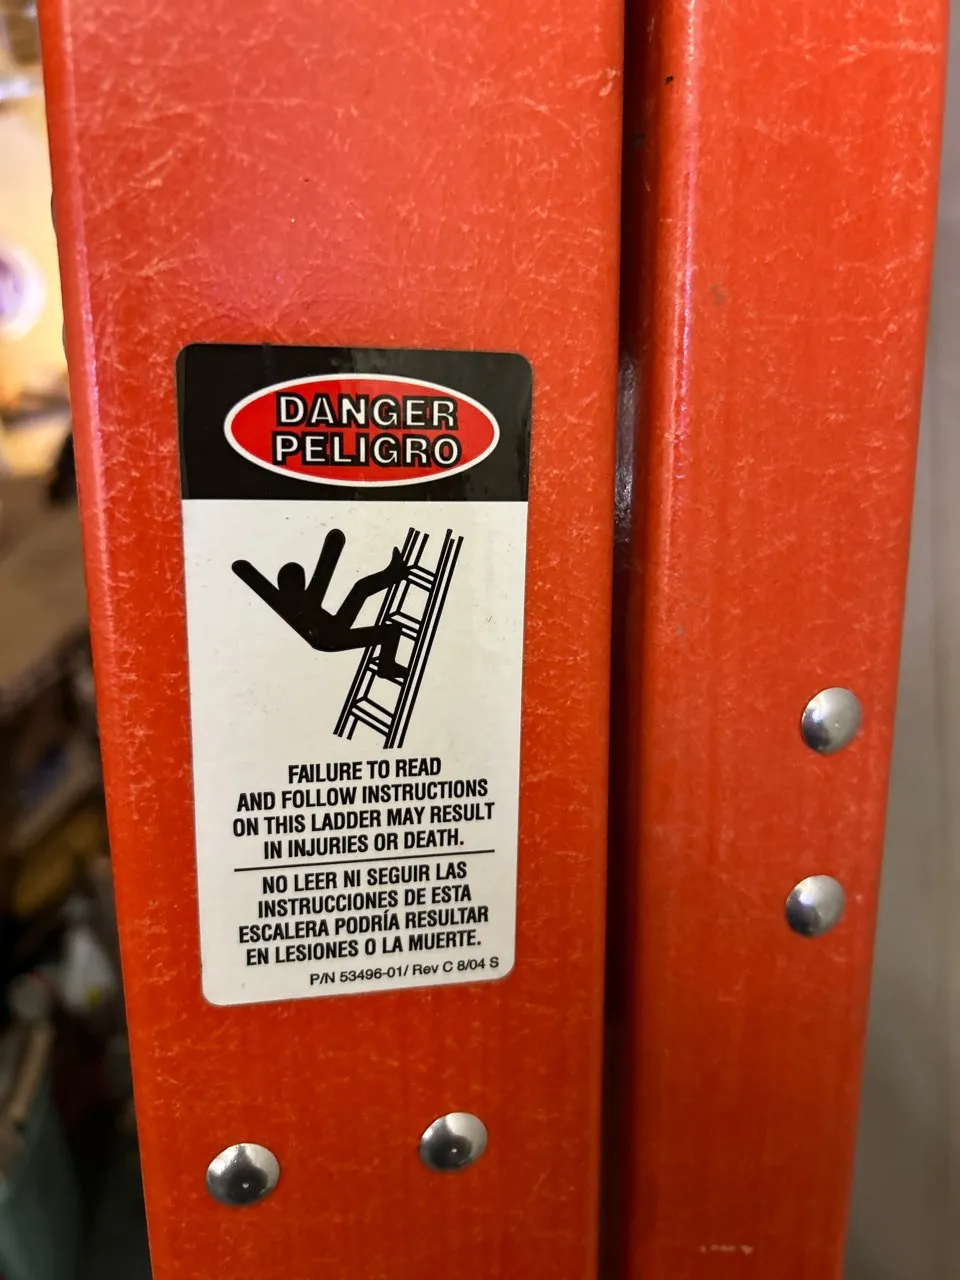 DANGER
PELIGRO
FAILURE TO READ
AND FOLLOW INSTRUCTIONS
ON THIS LADDER MAY RESULT
IN INJURIES OR DEATH.
NO LEER NI SEGUIR LAS
INSTRUCCIONES DE ESTA
ESCALERA PODRÍA RESULTAR
EN LESIONES O LA MUERTE.
P/N 53496-01/ Rev C 8/04 S